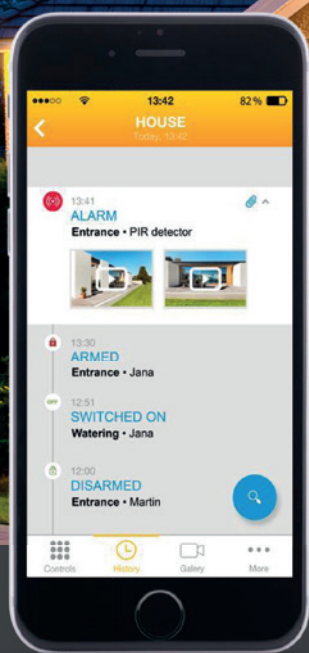 13:42
82 %
HOUSE
Today, 13:42
13:41
ALARM
Entrance • PIR detector
13:30
ARMED
Entrance • Jana
OFF 12:51
SWITCHED ON
Watering • Jana
12:00
DISARMED
Entrance • Martin
Controls
History
Gallery
More